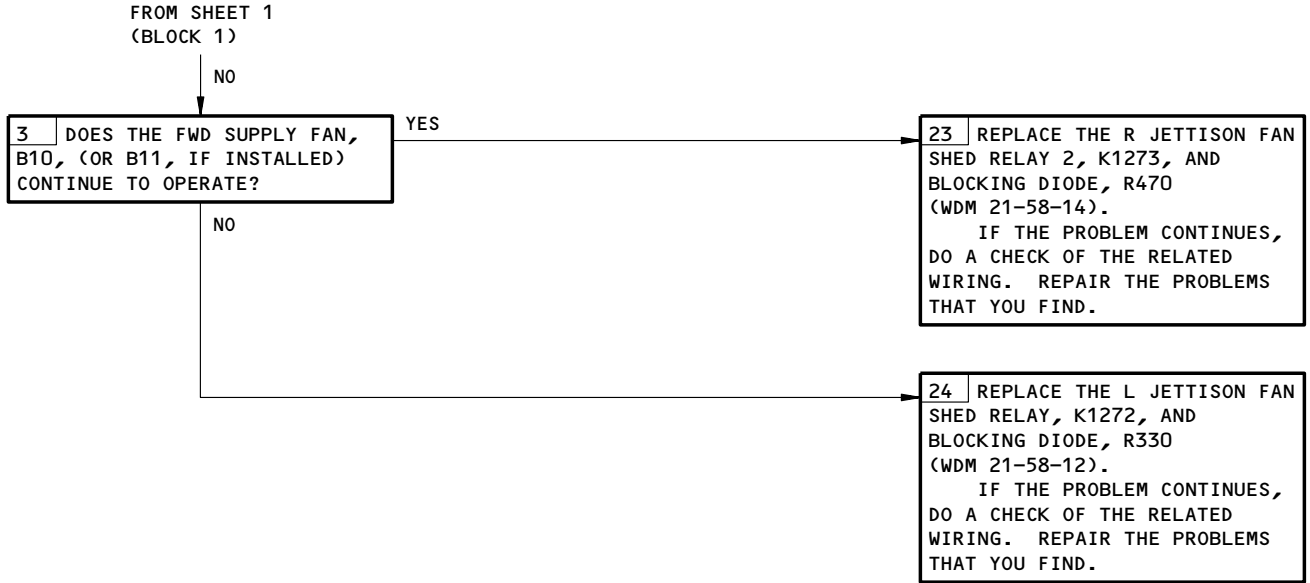 FROM SHEET 1
(BLOCK 1)
NO
3 DOES THE FWD SUPPLY FAN,
B10, (OR B11, IF INSTALLED)
CONTINUE TO OPERATE?
YES
NO
23 REPLACE THE R JETTISON FAN
SHED RELAY 2, K1273, AND
BLOCKING DIODE, R470
(WDM 21-58-14).
IF THE PROBLEM CONTINUES,
DO A CHECK OF THE RELATED
WIRING. REPAIR THE PROBLEMS
THAT YOU FIND.
24 REPLACE THE L JETTISON FAN
SHED RELAY, K1272, AND
BLOCKING DIODE, R330
(WDM 21-58-12).
IF THE PROBLEM CONTINUES,
DO A CHECK OF THE RELATED
WIRING. REPAIR THE PROBLEMS
THAT YOU FIND.